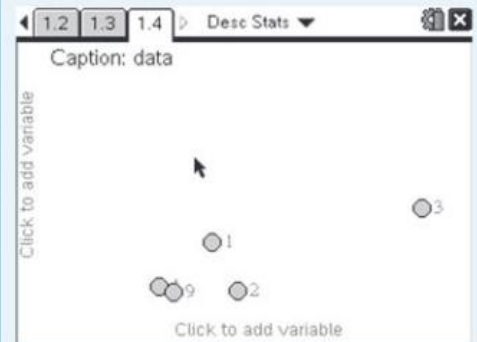 1.2 1.3 1.4 Desc Stats
Caption: data
Click to add variable
3
1
9
2
Click to add variable